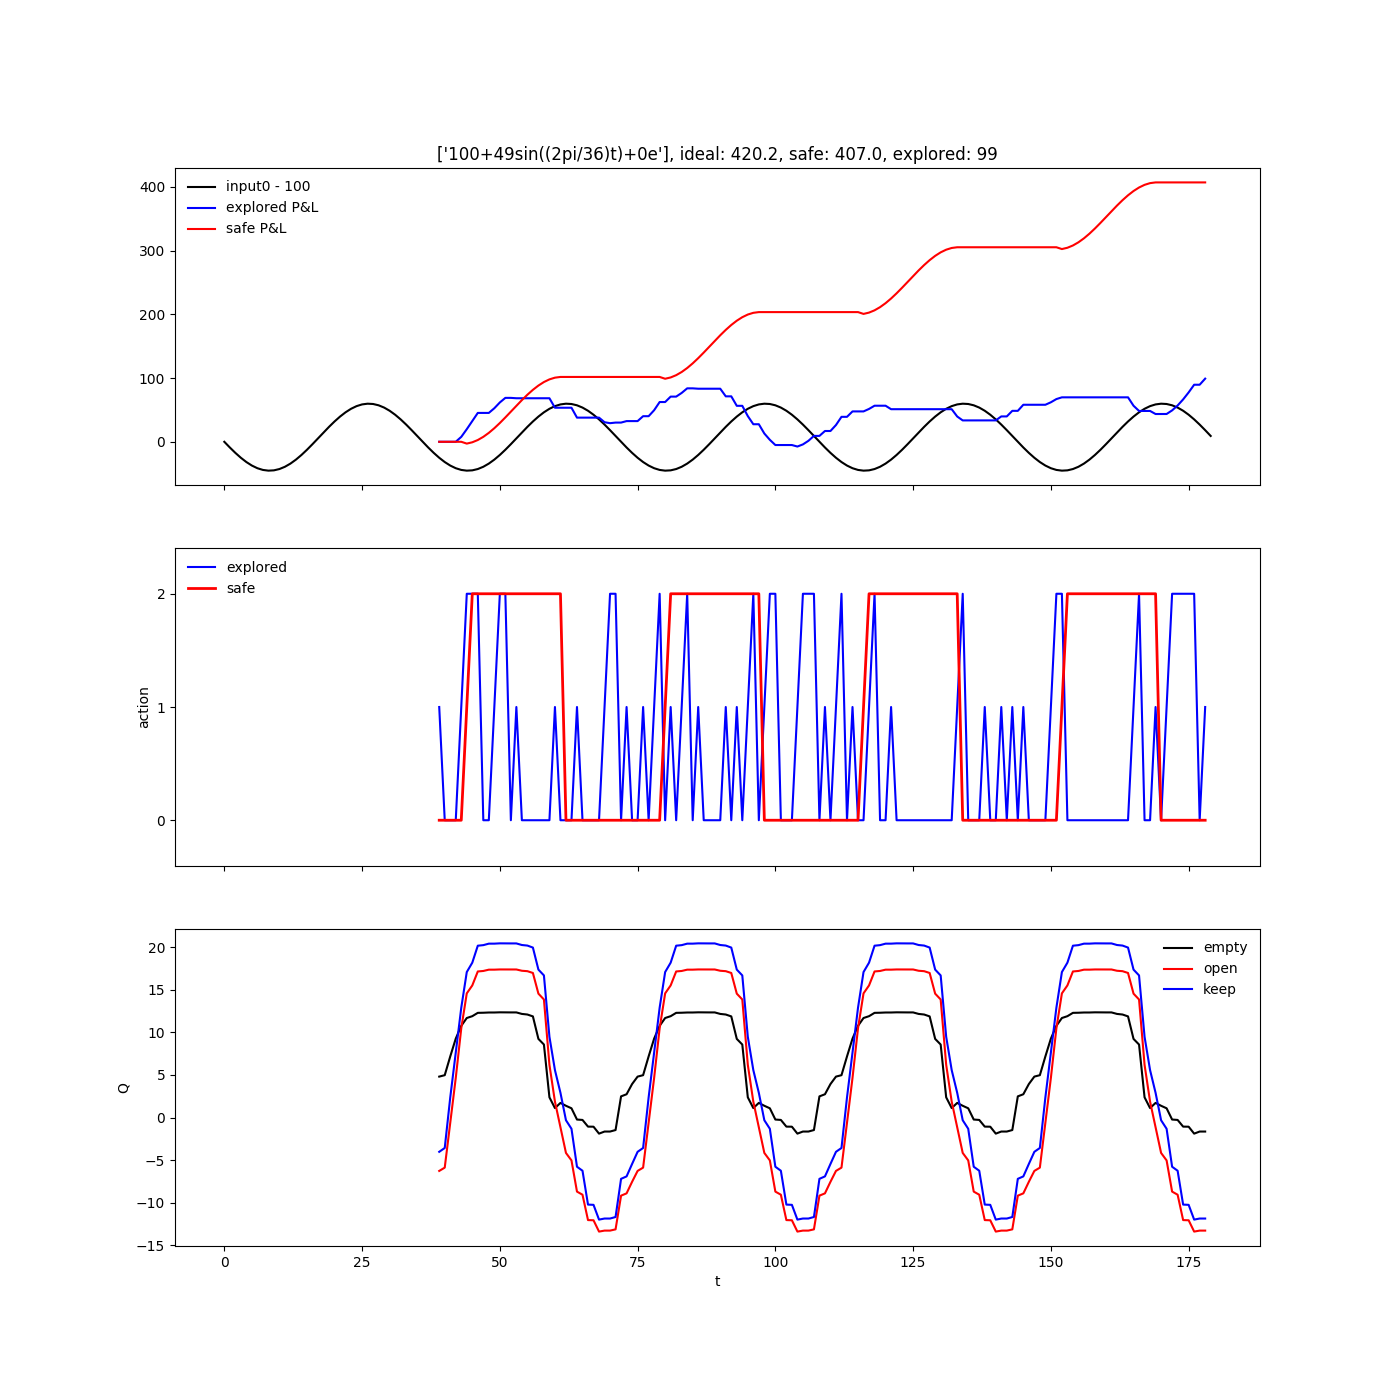 ['100+49sin((2pi/36)t)+0e'], ideal: 420.2, safe: 407.0, explored: 99
input0 - 100
explored P&L
safe P&L
400
300
200
100
0
explored
safe
2
1
0
action
empty
open
keep
20
15
10
5
0
−5
−10
−15
Q
0 25 50 75 100 125 150 175
t